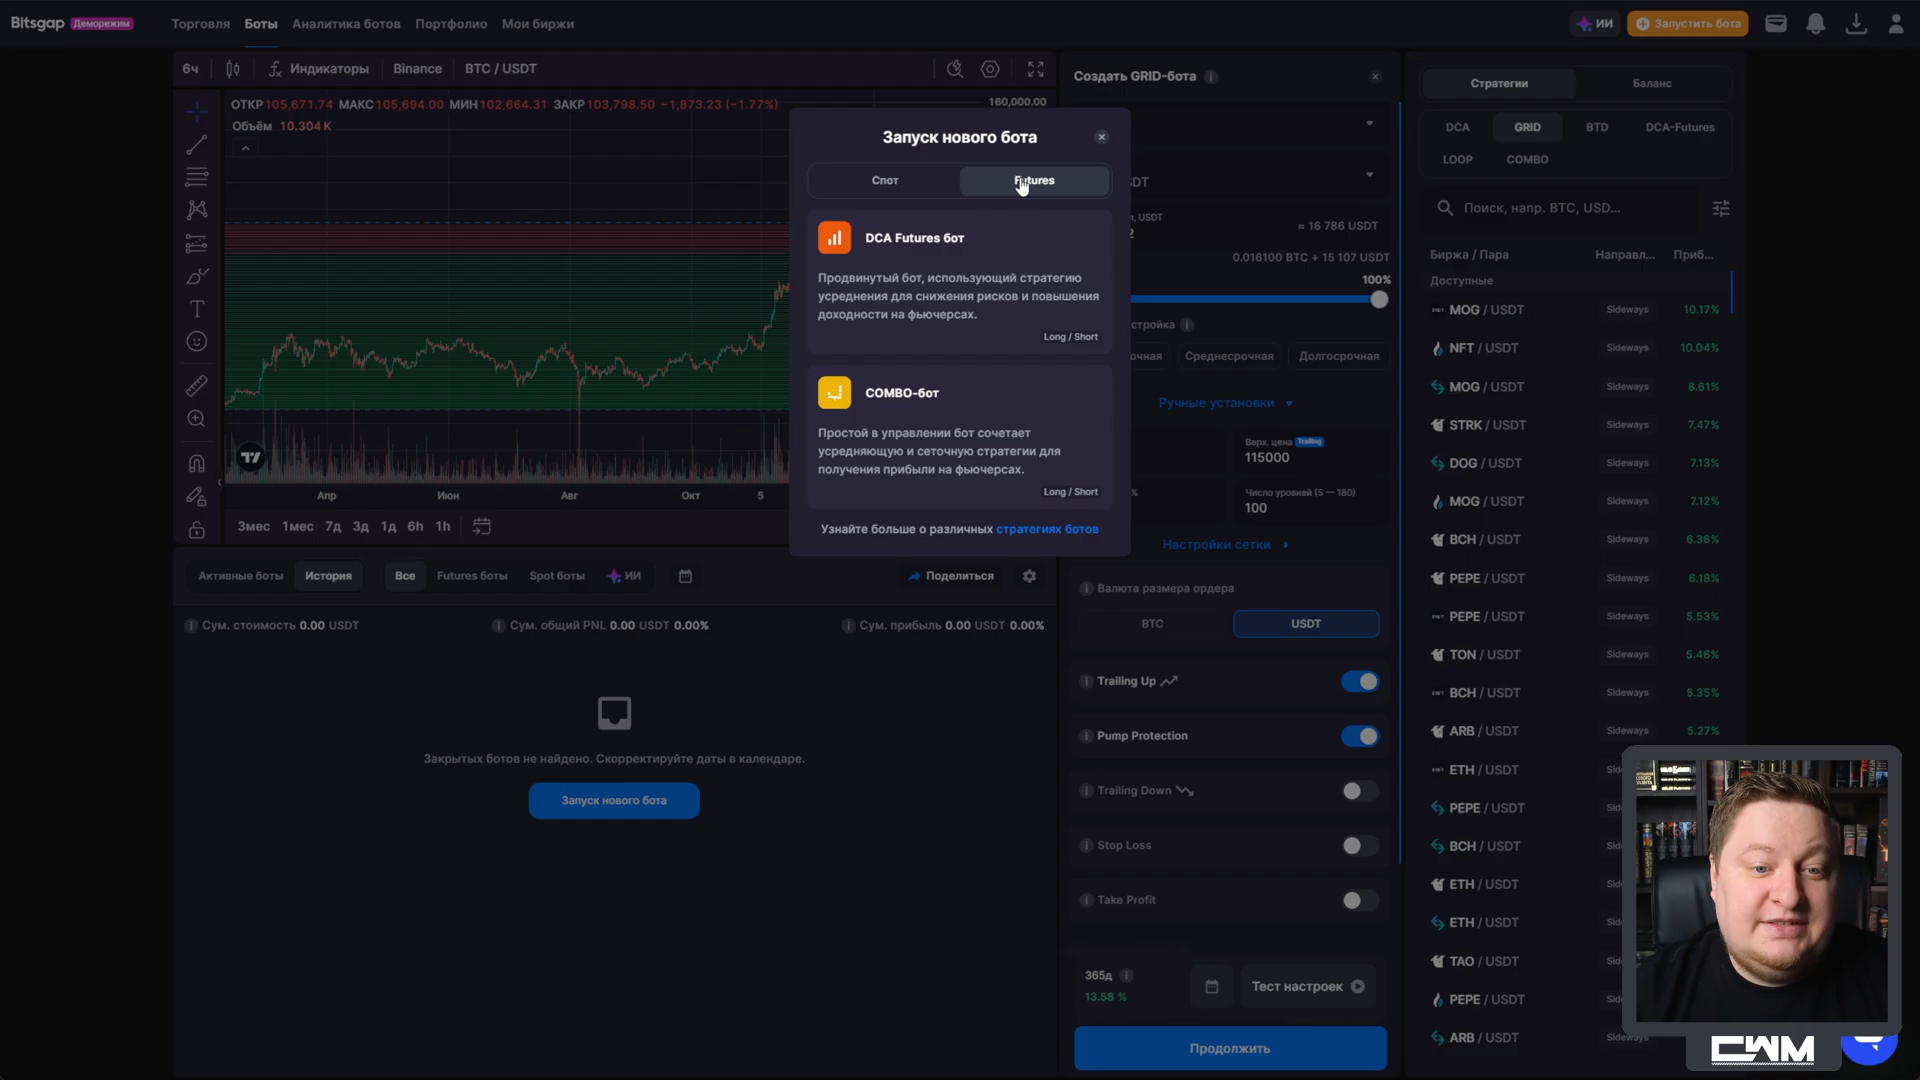 Bitsgap Деморежим
Торговля Боты Аналитика ботов Портфолио Мои биржи
ИИ Запустить бота
6ч Индикаторы Binance BTC / USDT
ОТКР105,671.74 МАКС105,694.00 МИН102,664.31 ЗАКР103,798.50 −1,873.23 (−1.77%)
Объём 10.304K
160,000.00
Апр Июн Авг Окт 5
3мес 1мес 7д 3д 1д 6h 1h
Активные боты История Все Futures боты Spot боты ИИ Поделиться
Сум. стоимость 0.00 USDT Сум. общий PNL 0.00 USDT 0.00% Сум. прибыль 0.00 USDT 0.00%
Закрытых ботов не найдено. Скорректируйте даты в календаре.
Запуск нового бота
Запуск нового бота
Спот Futures
DCA Futures бот
Продвинутый бот, использующий стратегию
усреднения для снижения рисков и повышения
доходности на фьючерсах.
Long / Short
COMBO-бот
Простой в управлении бот сочетает
усредняющую и сеточную стратегии для
получения прибыли на фьючерсах.
Long / Short
Узнайте больше о различных стратегиях ботов
Создать GRID-бота
≈ 16 786 USDT
0.016100 BTC + 15 107 USDT
100%
Среднесрочная Долгосрочная
Ручные установки
Верх. цена Trailing
115000
Число уровней (5 — 180)
100
Настройки сетки
Валюта размера ордера
BTC USDT
Trailing Up
Pump Protection
Trailing Down
Stop Loss
Take Profit
365д
13.58 %
Тест настроек
Продолжить
Стратегии Баланс
DCA GRID BTD DCA-Futures
LOOP COMBO
Поиск, напр. BTC, USD...
Биржа / Пара Направл... Приб...
Доступные
MOG / USDT Sideways 10.17%
NFT / USDT Sideways 10.04%
MOG / USDT Sideways 8.61%
STRK / USDT Sideways 7.47%
DOG / USDT Sideways 7.13%
MOG / USDT Sideways 7.12%
BCH / USDT Sideways 6.36%
PEPE / USDT Sideways 6.18%
PEPE / USDT Sideways 5.53%
TON / USDT Sideways 5.46%
BCH / USDT Sideways 5.35%
ARB / USDT Sideways 5.27%
ETH / USDT
PEPE / USDT
BCH / USDT
ETH / USDT
ETH / USDT
TAO / USDT
PEPE / USDT
ARB / USDT
CWM